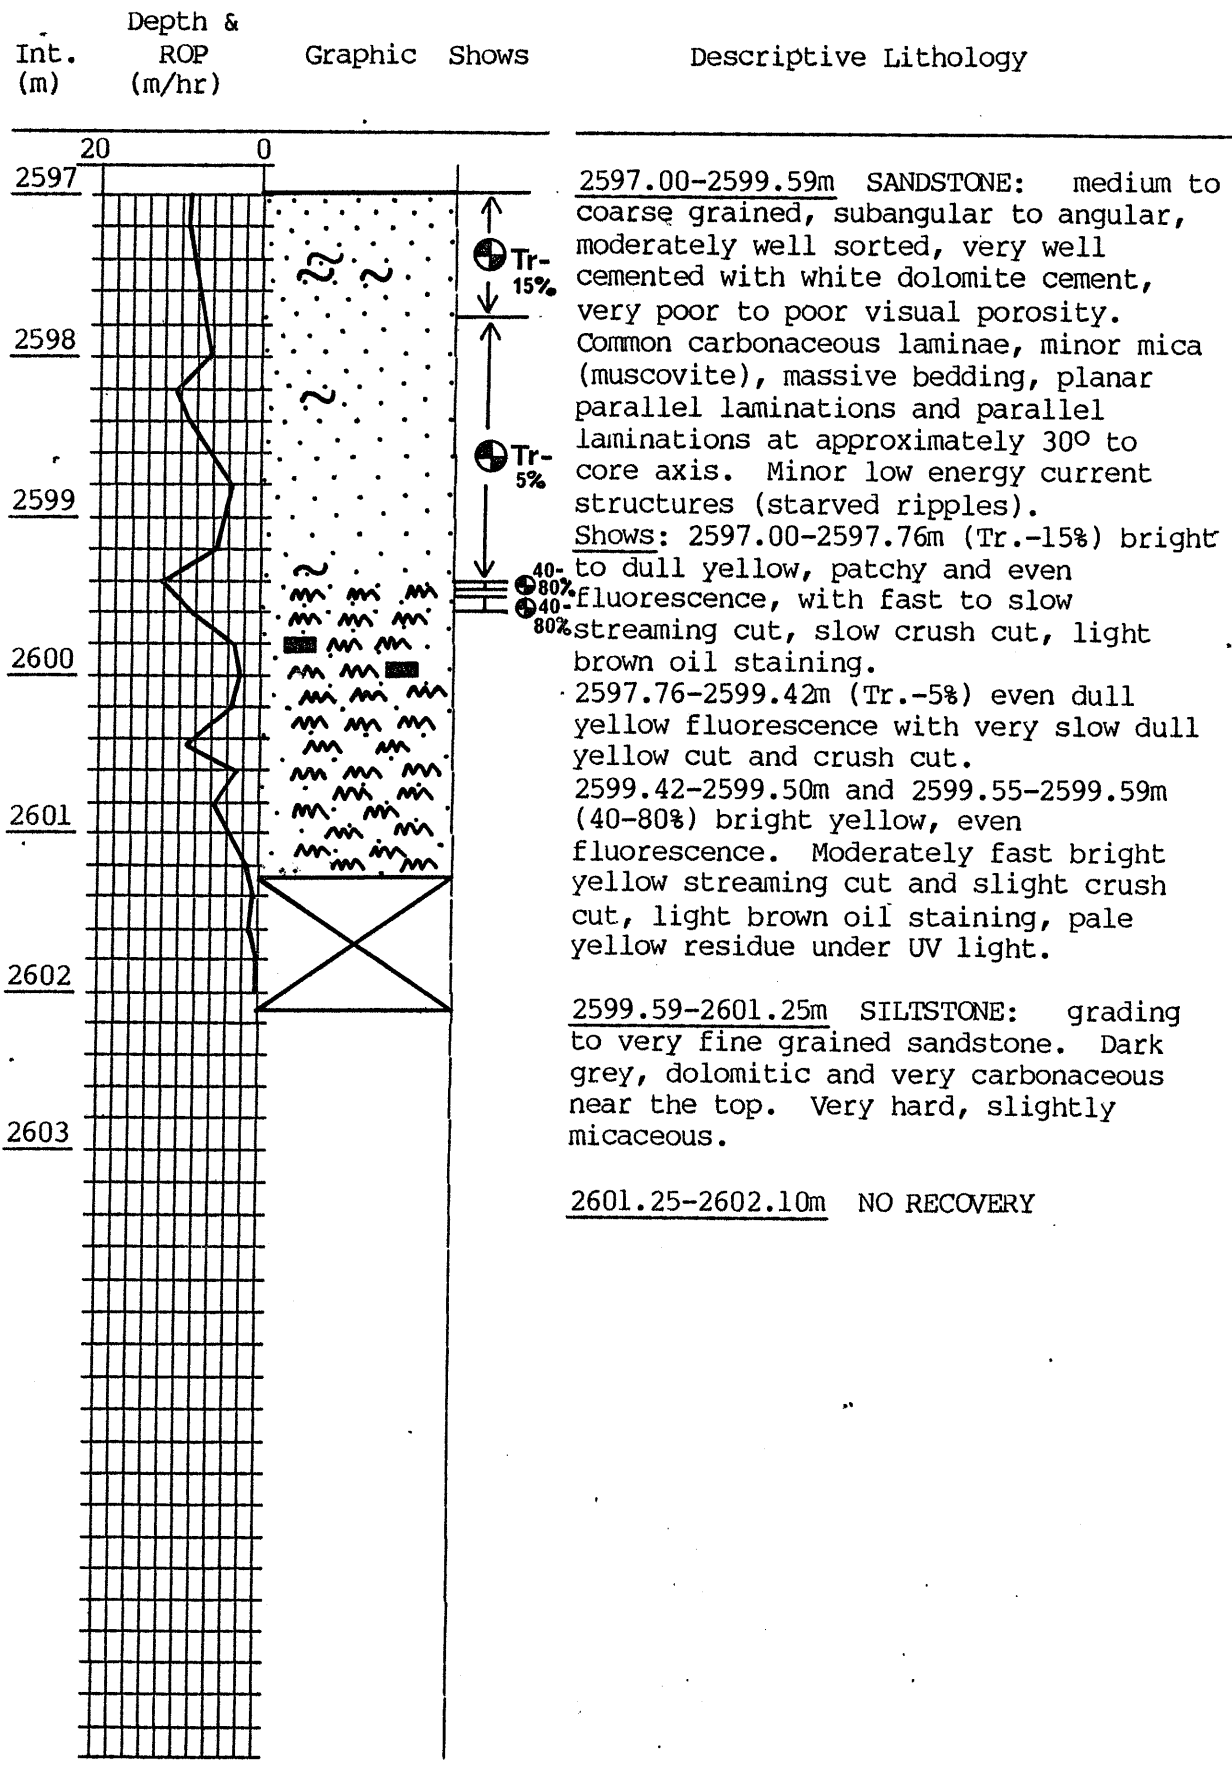 Depth &
Int. ROP Graphic Shows Descriptive Lithology
(m) (m/hr)
20 0
2597
2598
2599
2600
2601
2602
2603
Tr-
15%
Tr-
5%
40-
80%
40-
80%
2597.00-2599.59m SANDSTONE: medium to
coarse grained, subangular to angular,
moderately well sorted, very well
cemented with white dolomite cement,
very poor to poor visual porosity.
Common carbonaceous laminae, minor mica
(muscovite), massive bedding, planar
parallel laminations and parallel
laminations at approximately 30° to
core axis. Minor low energy current
structures (starved ripples).
Shows: 2597.00-2597.76m (Tr.-15%) bright
to dull yellow, patchy and even
fluorescence, with fast to slow
streaming cut, slow crush cut, light
brown oil staining.
2597.76-2599.42m (Tr.-5%) even dull
yellow fluorescence with very slow dull
yellow cut and crush cut.
2599.42-2599.50m and 2599.55-2599.59m
(40-80%) bright yellow, even
fluorescence. Moderately fast bright
yellow streaming cut and slight crush
cut, light brown oil staining, pale
yellow residue under UV light.
2599.59-2601.25m SILTSTONE: grading
to very fine grained sandstone. Dark
grey, dolomitic and very carbonaceous
near the top. Very hard, slightly
micaceous.
2601.25-2602.10m NO RECOVERY